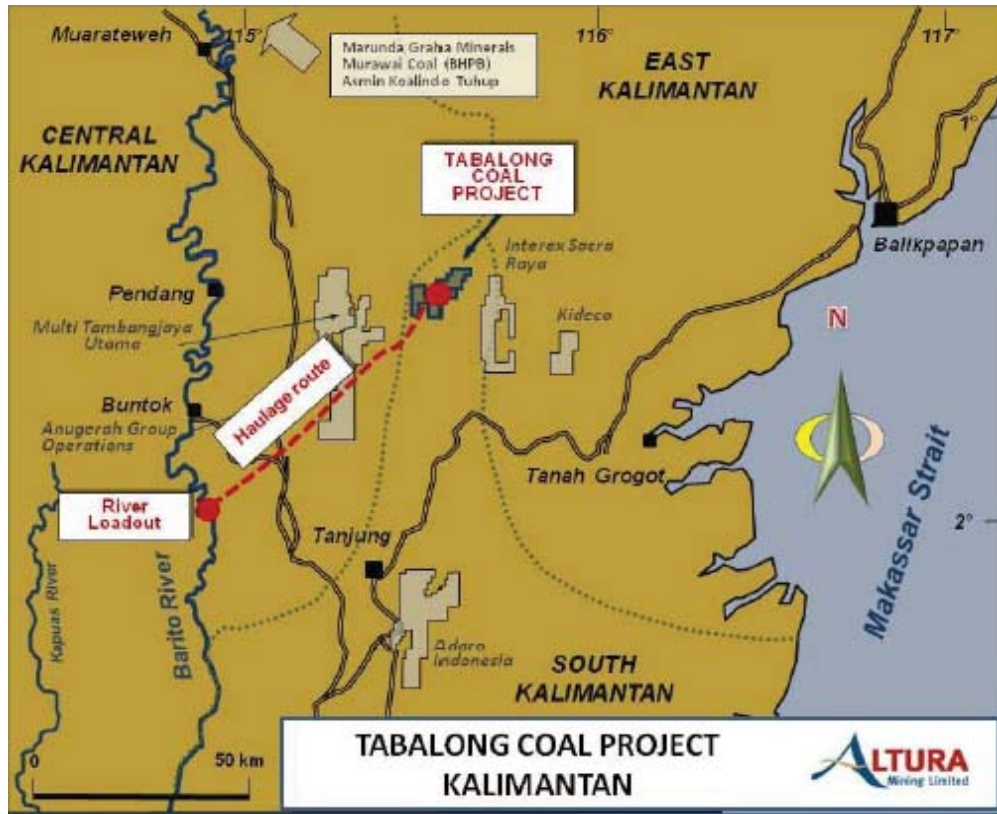 Muarateweh
115°
116°
117°
Marunda Graha Minerals
Murawai Coal (BHPB)
Asmin Koalindo Tuhup
EAST
KALIMANTAN
1°
CENTRAL
KALIMANTAN
TABALONG
COAL
PROJECT
Interex Sacra
Raya
Balikpapan
Pendang
Multi Tambangjaya
Utama
Kideco
N
Haulage route
Buntok
Anugerah Group
Operations
Tanah Grogot
River
Loadout
Tanjung
2°
Makassar Strait
Kapuas River
Barito River
Adaro
Indonesia
SOUTH
KALIMANTAN
0
50 km
TABALONG COAL PROJECT
KALIMANTAN
ALTURA
Mining Limited